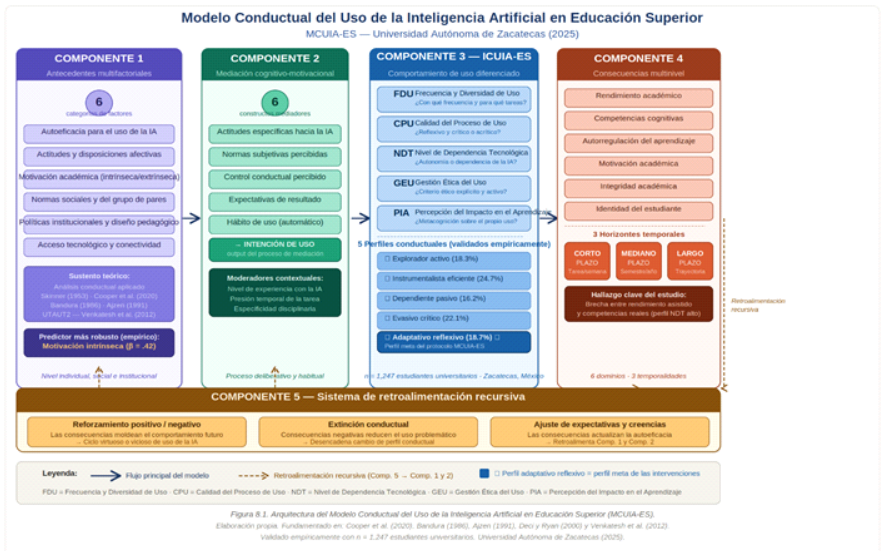 Modelo Conductual del Uso de la Inteligencia Artificial en Educación Superior
MCUIA-ES — Universidad Autónoma de Zacatecas (2025)
COMPONENTE 1
Antecedentes multifactoriales
6
categorías de factores
Autoeficacia para el uso de la IA
Actitudes y disposiciones afectivas
Motivación académica (intrínseca/extrínseca)
Normas sociales y del grupo de pares
Políticas institucionales y diseño pedagógico
Acceso tecnológico y conectividad
Sustento teórico:
Análisis conductual aplicado
Skinner (1953) · Cooper et al. (2020)
Bandura (1986) · Ajzen (1991)
UTAUT2 — Venkatesh et al. (2012)
Predictor más robusto (empírico):
Motivación intrínseca (β = .42)
Nivel individual, social e institucional
COMPONENTE 2
Mediación cognitivo-motivacional
6
constructos mediadores
Actitudes específicas hacia la IA
Normas subjetivas percibidas
Control conductual percibido
Expectativas de resultado
Hábito de uso (automático)
→ INTENCIÓN DE USO
output del proceso de mediación
Moderadores contextuales:
Nivel de experiencia con la IA
Presión temporal de la tarea
Especificidad disciplinaria
Proceso deliberativo y habitual
COMPONENTE 3 — ICUIA-ES
Comportamiento de uso diferenciado
FDU Frecuencia y Diversidad de Uso
¿Con qué frecuencia y para qué tareas?
CPU Calidad del Proceso de Uso
¿Reflexivo y crítico o acrítico?
NDT Nivel de Dependencia Tecnológica
¿Autonomía o dependencia de la IA?
GEU Gestión Ética del Uso
¿Criterio ético explícito y activo?
PIA Percepción del Impacto en el Aprendizaje
¿Metacognición sobre el propio uso?
5 Perfiles conductuales (validados empíricamente)
Explorador activo (18.3%)
Instrumentalista eficiente (24.7%)
Dependiente pasivo (16.2%)
Evasivo crítico (22.1%)
Adaptativo reflexivo (18.7%)
Perfil meta del protocolo MCUIA-ES
n = 1,247 estudiantes universitarios · Zacatecas, México
COMPONENTE 4
Consecuencias multinivel
Rendimiento académico
Competencias cognitivas
Autorregulación del aprendizaje
Motivación académica
Integridad académica
Identidad del estudiante
3 Horizontes temporales
CORTO
PLAZO
Tarea/semana
MEDIANO
PLAZO
Semestre/año
LARGO
PLAZO
Trayectoria
Hallazgo clave del estudio:
Brecha entre rendimiento asistido
y competencias reales (perfil NDT alto)
6 dominios · 3 temporalidades
Retroalimentación
recursiva
COMPONENTE 5 — Sistema de retroalimentación recursiva
Reforzamiento positivo / negativo
Las consecuencias moldean el comportamiento futuro
→ Ciclo virtuoso o vicioso de uso de la IA
Extinción conductual
Consecuencias negativas reducen el uso problemático
→ Desencadena cambio de perfil conductual
Ajuste de expectativas y creencias
Las consecuencias actualizan la autoeficacia
→ Retroalimenta Comp. 1 y Comp. 2
Leyenda:
Flujo principal del modelo
Retroalimentación recursiva (Comp. 5 → Comp. 1 y 2)
Perfil adaptativo reflexivo = perfil meta de las intervenciones
FDU = Frecuencia y Diversidad de Uso · CPU = Calidad del Proceso de Uso · NDT = Nivel de Dependencia Tecnológica · GEU = Gestión Ética del Uso · PIA = Percepción del Impacto en el Aprendizaje
Figura 8.1. Arquitectura del Modelo Conductual del Uso de la Inteligencia Artificial en Educación Superior (MCUIA-ES).
Elaboración propia. Fundamentado en: Cooper et al. (2020). Bandura (1986), Ajzen (1991), Deci y Ryan (2000) y Venkatesh et al. (2012).
Validado empíricamente con n = 1,247 estudiantes universitarios. Universidad Autónoma de Zacatecas (2025).